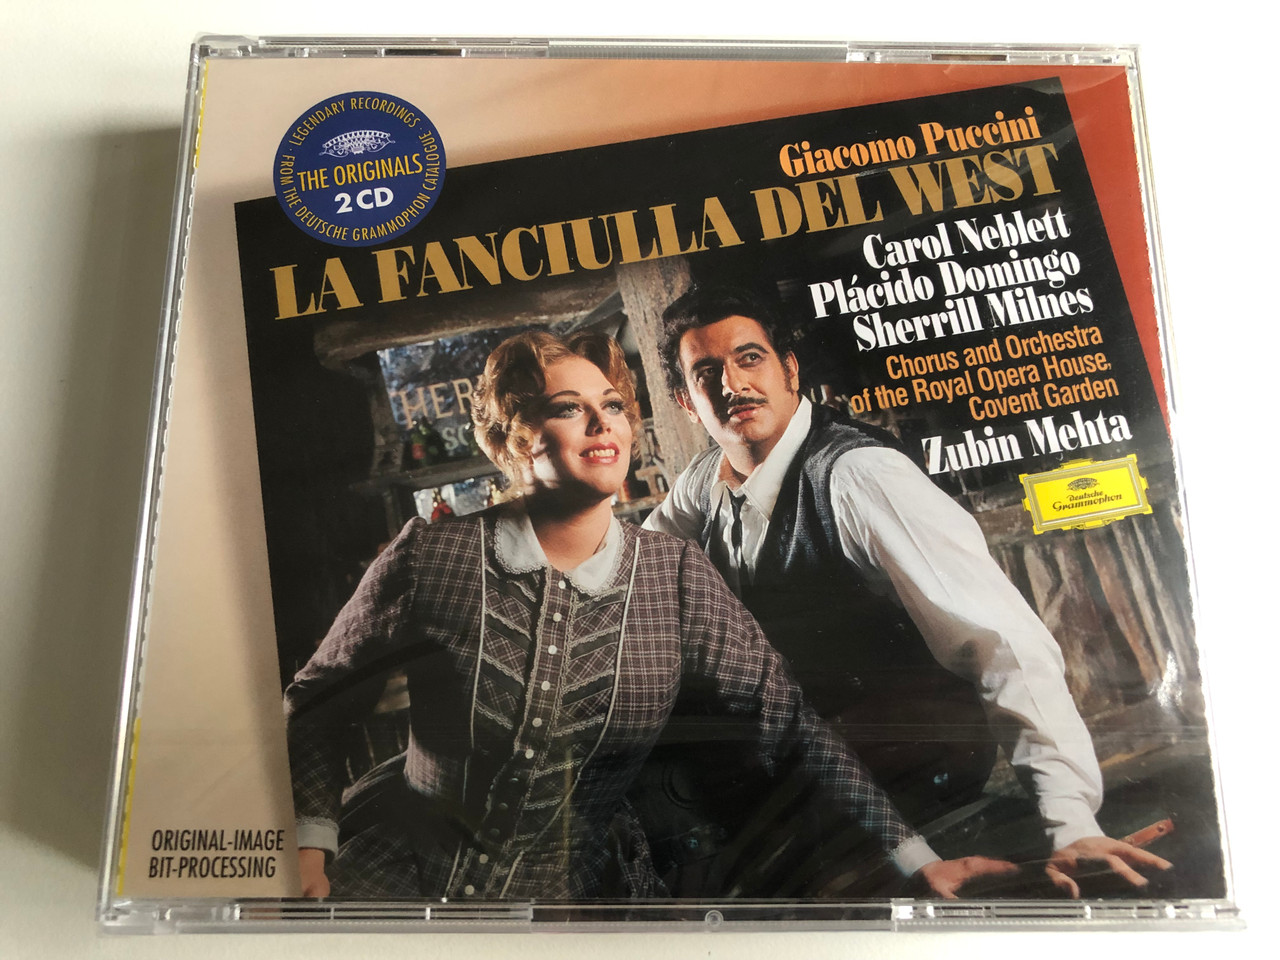 LEGENDARY RECORDINGS
FROM THE DEUTSCHE GRAMMOPHON CATALOGUE
THE ORIGINALS
2 CD
Giacomo Puccini
LA FANCIULLA DEL WEST
Carol Neblett
Plácido Domingo
Sherrill Milnes
Chorus and Orchestra
of the Royal Opera House,
Covent Garden
Zubin Mehta
Deutsche
Grammophon
HER
SO
ORIGINAL-IMAGE
BIT-PROCESSING